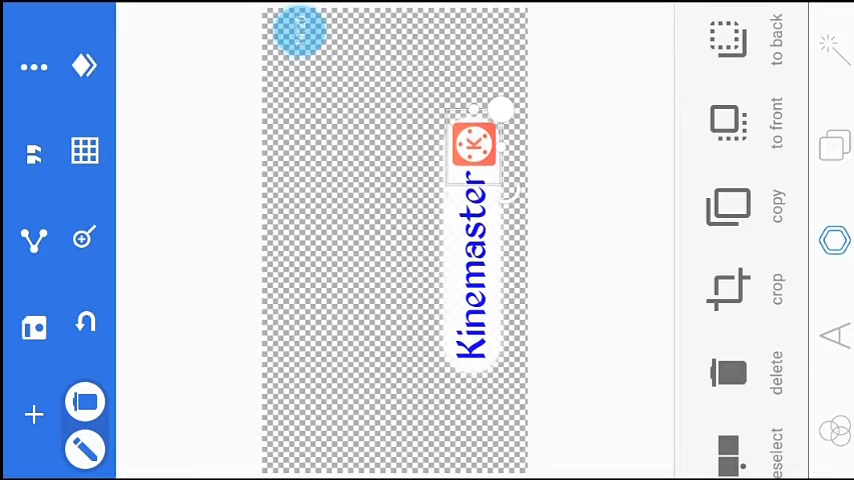 Kinemaster
K
to back
to front
copy
crop
delete
eselect
A